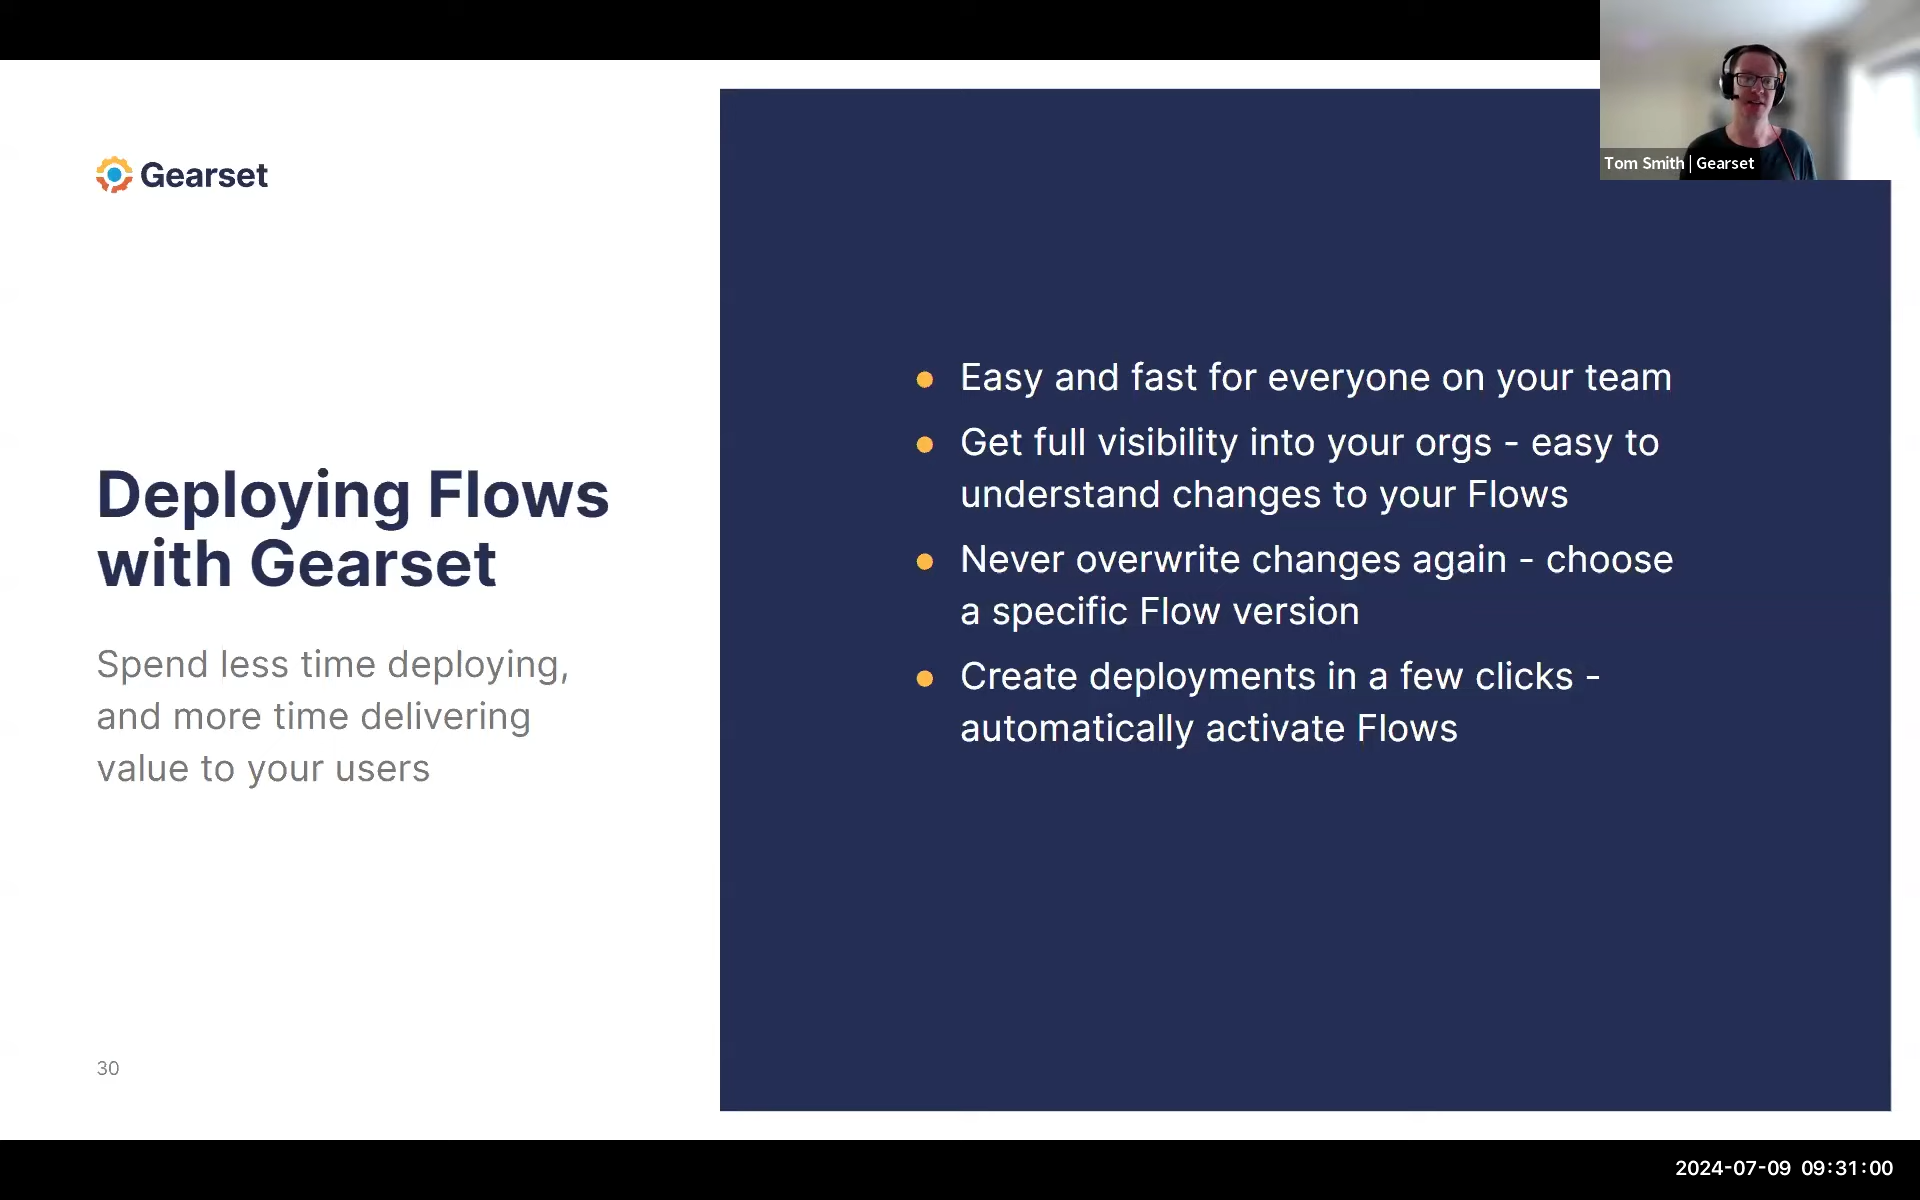 Tom Smith | Gearset
Gearset
Deploying Flows
with Gearset
Spend less time deploying,
and more time delivering
value to your users
30
● Easy and fast for everyone on your team
● Get full visibility into your orgs - easy to
understand changes to your Flows
● Never overwrite changes again - choose
a specific Flow version
● Create deployments in a few clicks -
automatically activate Flows
2024-07-09 09:31:00